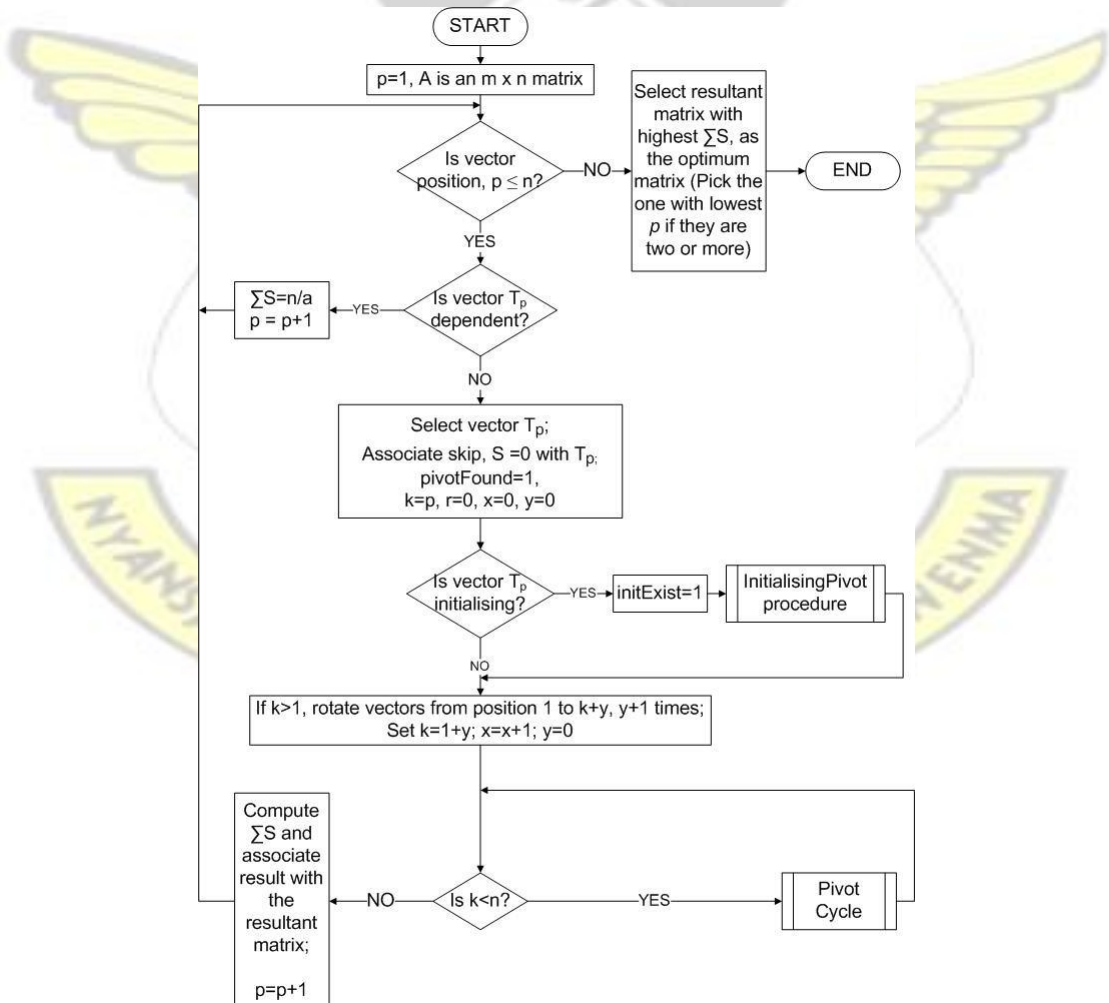 START
p=1, A is an m x n matrix
Is vector
position, p ≤ n?
NO
Select resultant
matrix with
highest ∑S, as
the optimum
matrix (Pick the
one with lowest
p if they are
two or more)
END
YES
Is vector Tp
dependent?
YES
∑S=n/a
p = p+1
NO
Select vector Tp;
Associate skip, S =0 with Tp;
pivotFound=1,
k=p, r=0, x=0, y=0
Is vector Tp
initialising?
YES
initExist=1
InitialisingPivot
procedure
NO
If k>1, rotate vectors from position 1 to k+y, y+1 times;
Set k=1+y; x=x+1; y=0
Is k<n?
YES
Pivot
Cycle
NO
Compute
∑S and
associate
result with
the
resultant
matrix;
p=p+1